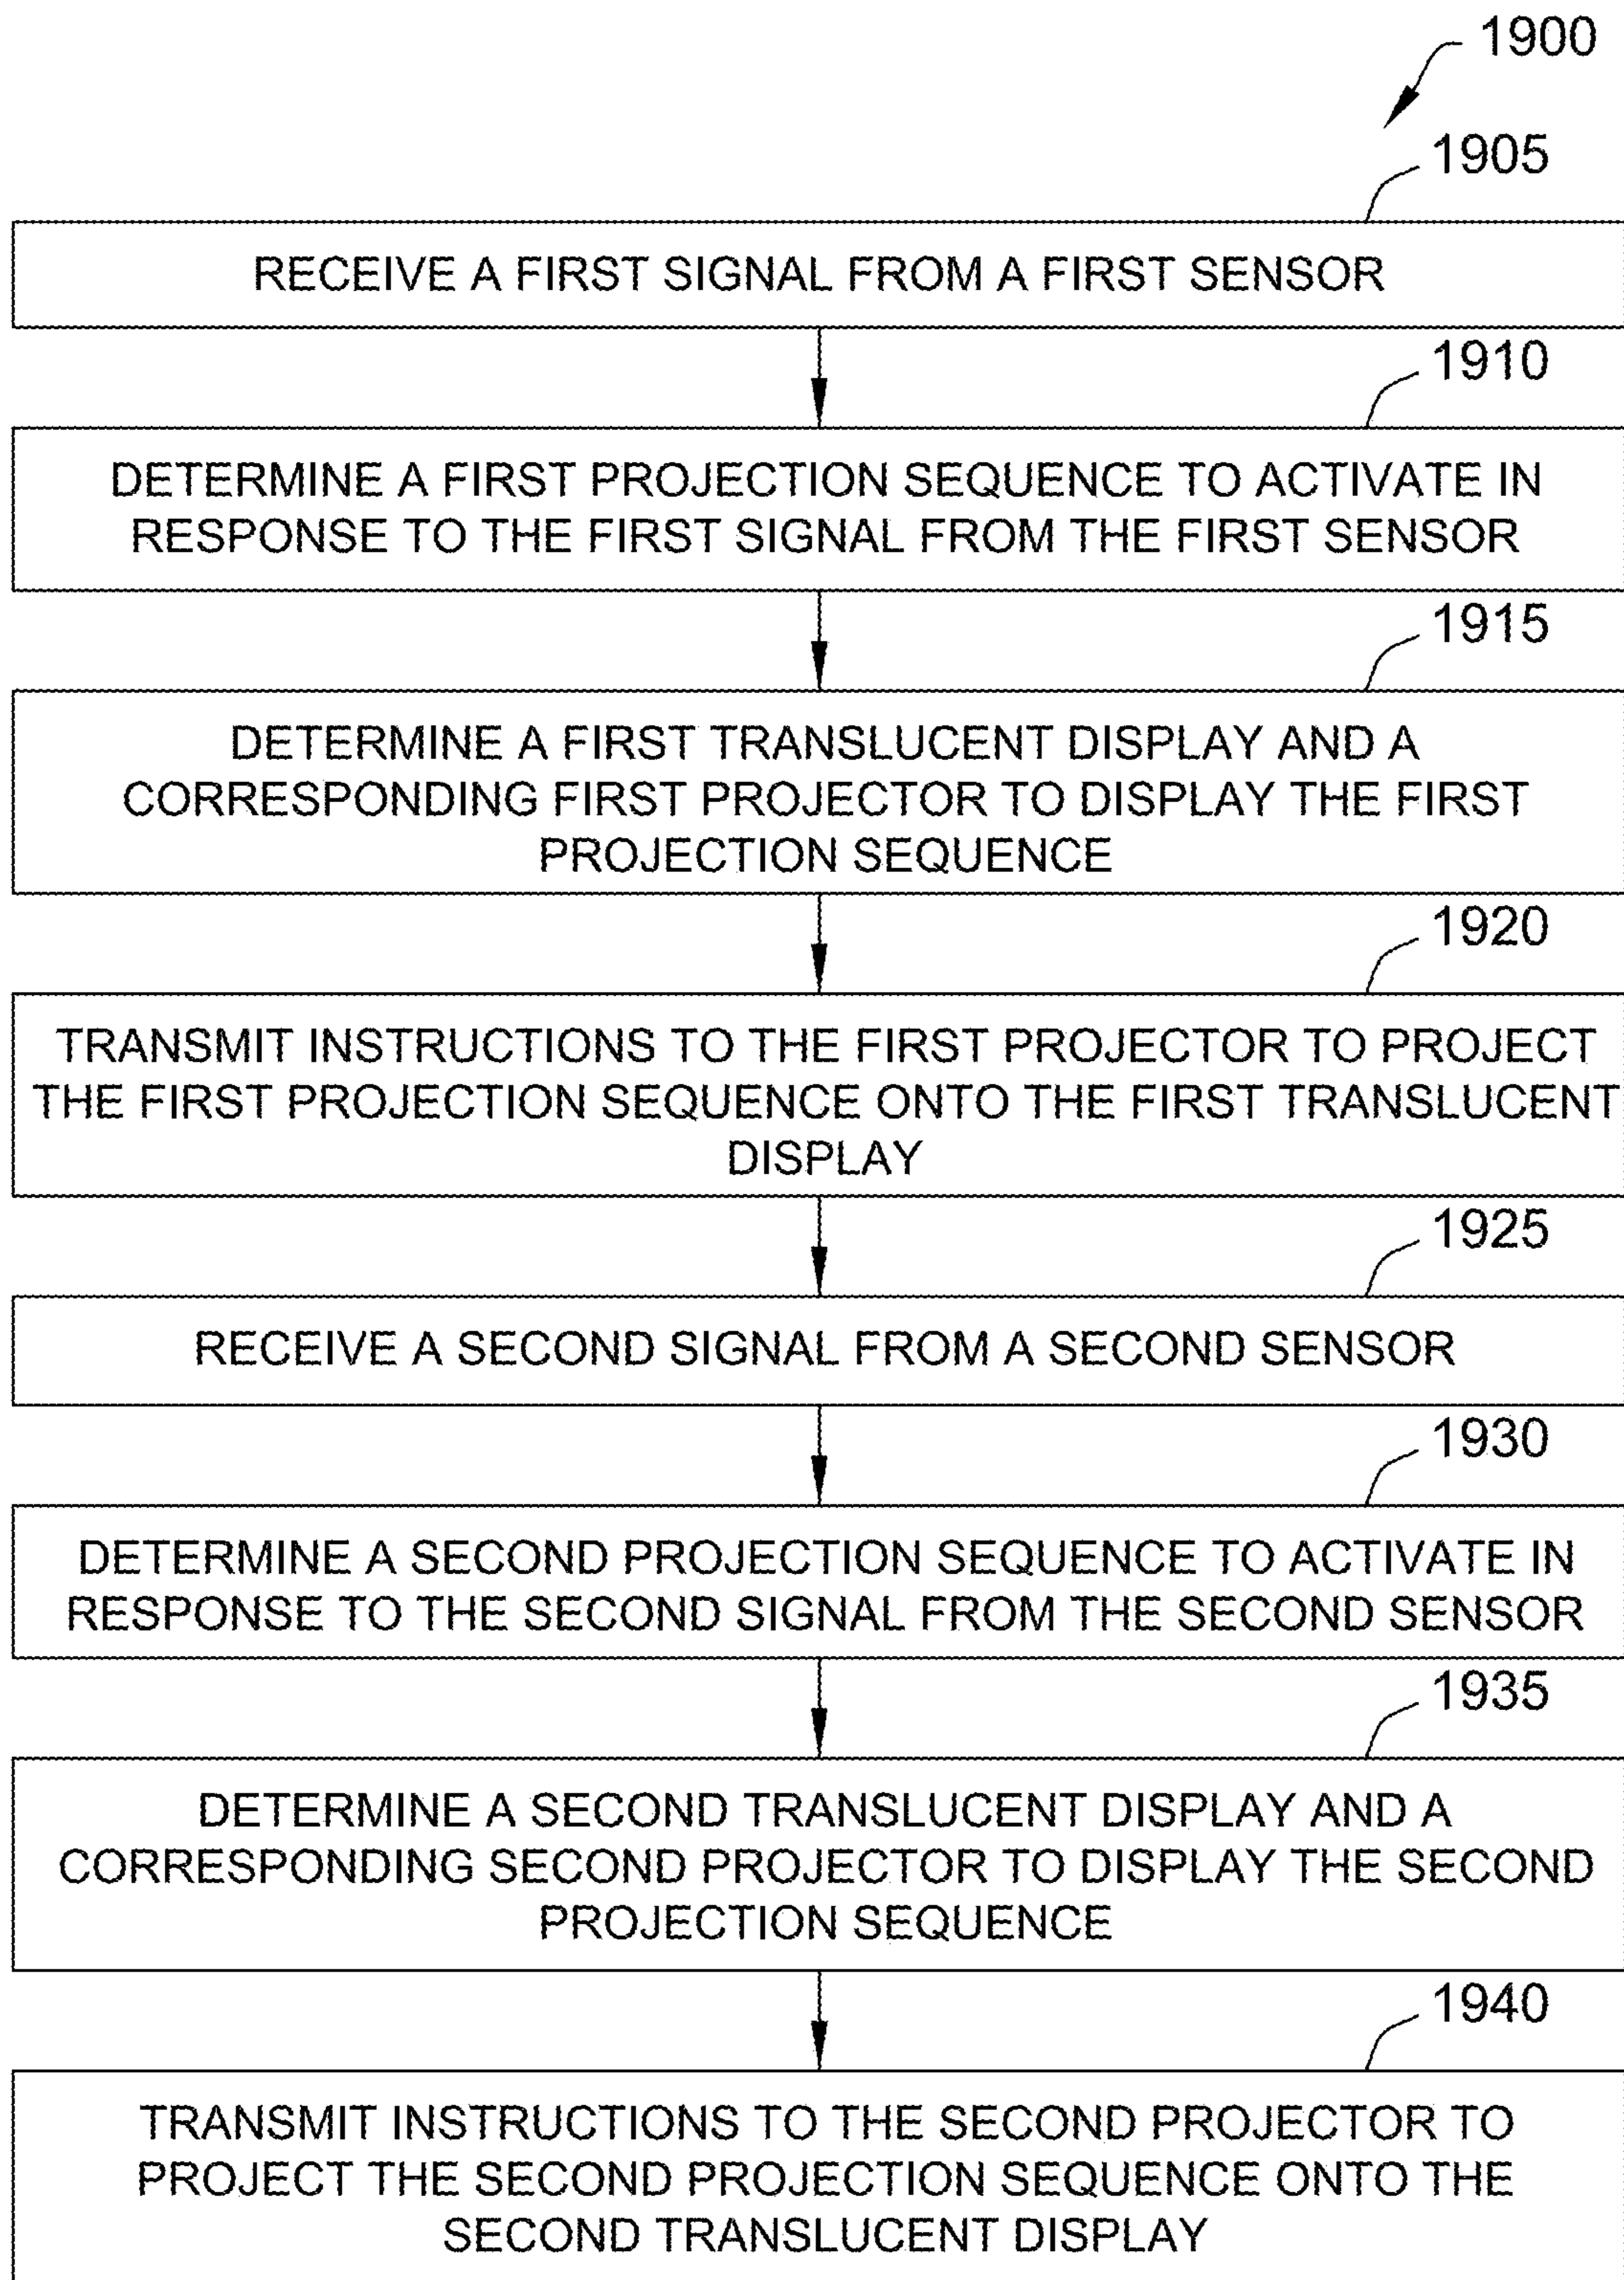 1900
1905
RECEIVE A FIRST SIGNAL FROM A FIRST SENSOR
1910
DETERMINE A FIRST PROJECTION SEQUENCE TO ACTIVATE IN
RESPONSE TO THE FIRST SIGNAL FROM THE FIRST SENSOR
1915
DETERMINE A FIRST TRANSLUCENT DISPLAY AND A
CORRESPONDING FIRST PROJECTOR TO DISPLAY THE FIRST
PROJECTION SEQUENCE
1920
TRANSMIT INSTRUCTIONS TO THE FIRST PROJECTOR TO PROJECT
THE FIRST PROJECTION SEQUENCE ONTO THE FIRST TRANSLUCENT
DISPLAY
1925
RECEIVE A SECOND SIGNAL FROM A SECOND SENSOR
1930
DETERMINE A SECOND PROJECTION SEQUENCE TO ACTIVATE IN
RESPONSE TO THE SECOND SIGNAL FROM THE SECOND SENSOR
1935
DETERMINE A SECOND TRANSLUCENT DISPLAY AND A
CORRESPONDING SECOND PROJECTOR TO DISPLAY THE SECOND
PROJECTION SEQUENCE
1940
TRANSMIT INSTRUCTIONS TO THE SECOND PROJECTOR TO
PROJECT THE SECOND PROJECTION SEQUENCE ONTO THE
SECOND TRANSLUCENT DISPLAY